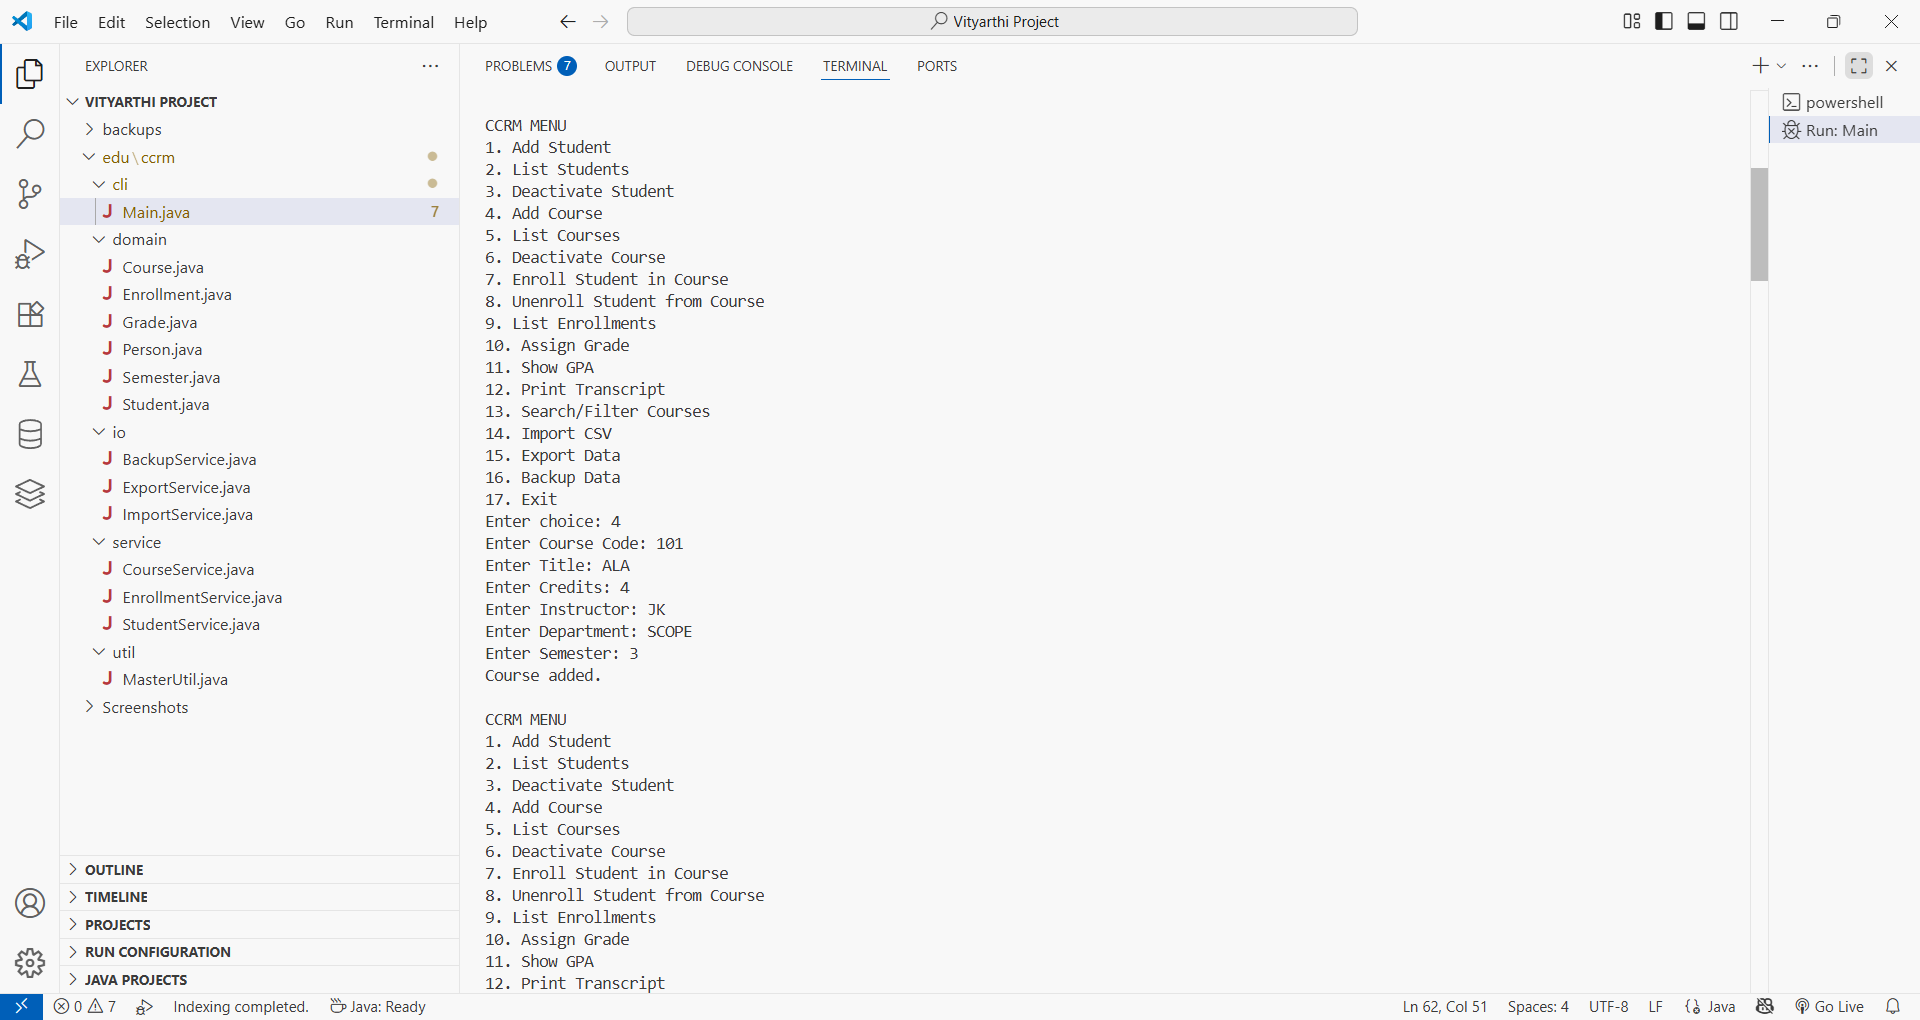 File Edit Selection View Go Run Terminal Help
Vityarthi Project
EXPLORER
VITYARTHI PROJECT
backups
edu\ccrm
cli
J Main.java 7
domain
J Course.java
J Enrollment.java
J Grade.java
J Person.java
J Semester.java
J Student.java
io
J BackupService.java
J ExportService.java
J ImportService.java
service
J CourseService.java
J EnrollmentService.java
J StudentService.java
util
J MasterUtil.java
Screenshots
OUTLINE
TIMELINE
PROJECTS
RUN CONFIGURATION
JAVA PROJECTS
PROBLEMS 7 OUTPUT DEBUG CONSOLE TERMINAL PORTS
CCRM MENU
1. Add Student
2. List Students
3. Deactivate Student
4. Add Course
5. List Courses
6. Deactivate Course
7. Enroll Student in Course
8. Unenroll Student from Course
9. List Enrollments
10. Assign Grade
11. Show GPA
12. Print Transcript
13. Search/Filter Courses
14. Import CSV
15. Export Data
16. Backup Data
17. Exit
Enter choice: 4
Enter Course Code: 101
Enter Title: ALA
Enter Credits: 4
Enter Instructor: JK
Enter Department: SCOPE
Enter Semester: 3
Course added.
CCRM MENU
1. Add Student
2. List Students
3. Deactivate Student
4. Add Course
5. List Courses
6. Deactivate Course
7. Enroll Student in Course
8. Unenroll Student from Course
9. List Enrollments
10. Assign Grade
11. Show GPA
12. Print Transcript
powershell
Run: Main
0 7 Indexing completed. Java: Ready
Ln 62, Col 51 Spaces: 4 UTF-8 LF Java Go Live